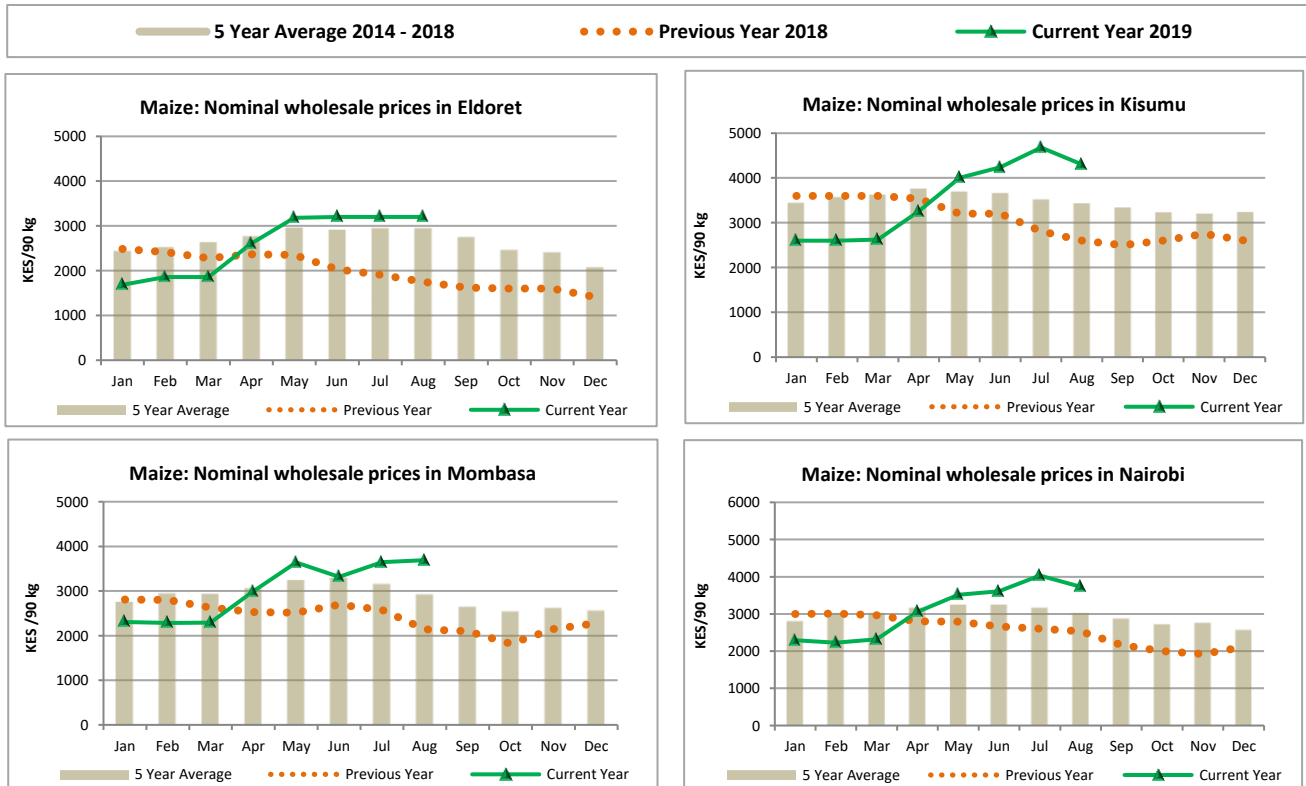 5 Year Average 2014 - 2018 Previous Year 2018 Current Year 2019
Maize: Nominal wholesale prices in Eldoret
KES/90 kg
5000
4000
3000
2000
1000
0
Jan Feb Mar Apr May Jun Jul Aug Sep Oct Nov Dec
5 Year Average Previous Year Current Year
Maize: Nominal wholesale prices in Kisumu
KES/90 kg
5000
4000
3000
2000
1000
0
Jan Feb Mar Apr May Jun Jul Aug Sep Oct Nov Dec
5 Year Average Previous Year Current Year
Maize: Nominal wholesale prices in Mombasa
KES /90 kg
5000
4000
3000
2000
1000
0
Jan Feb Mar Apr May Jun Jul Aug Sep Oct Nov Dec
5 Year Average Previous Year Current Year
Maize: Nominal wholesale prices in Nairobi
KES/90 kg
6000
5000
4000
3000
2000
1000
0
Jan Feb Mar Apr May Jun Jul Aug Sep Oct Nov Dec
5 Year Average Previous Year Current Year